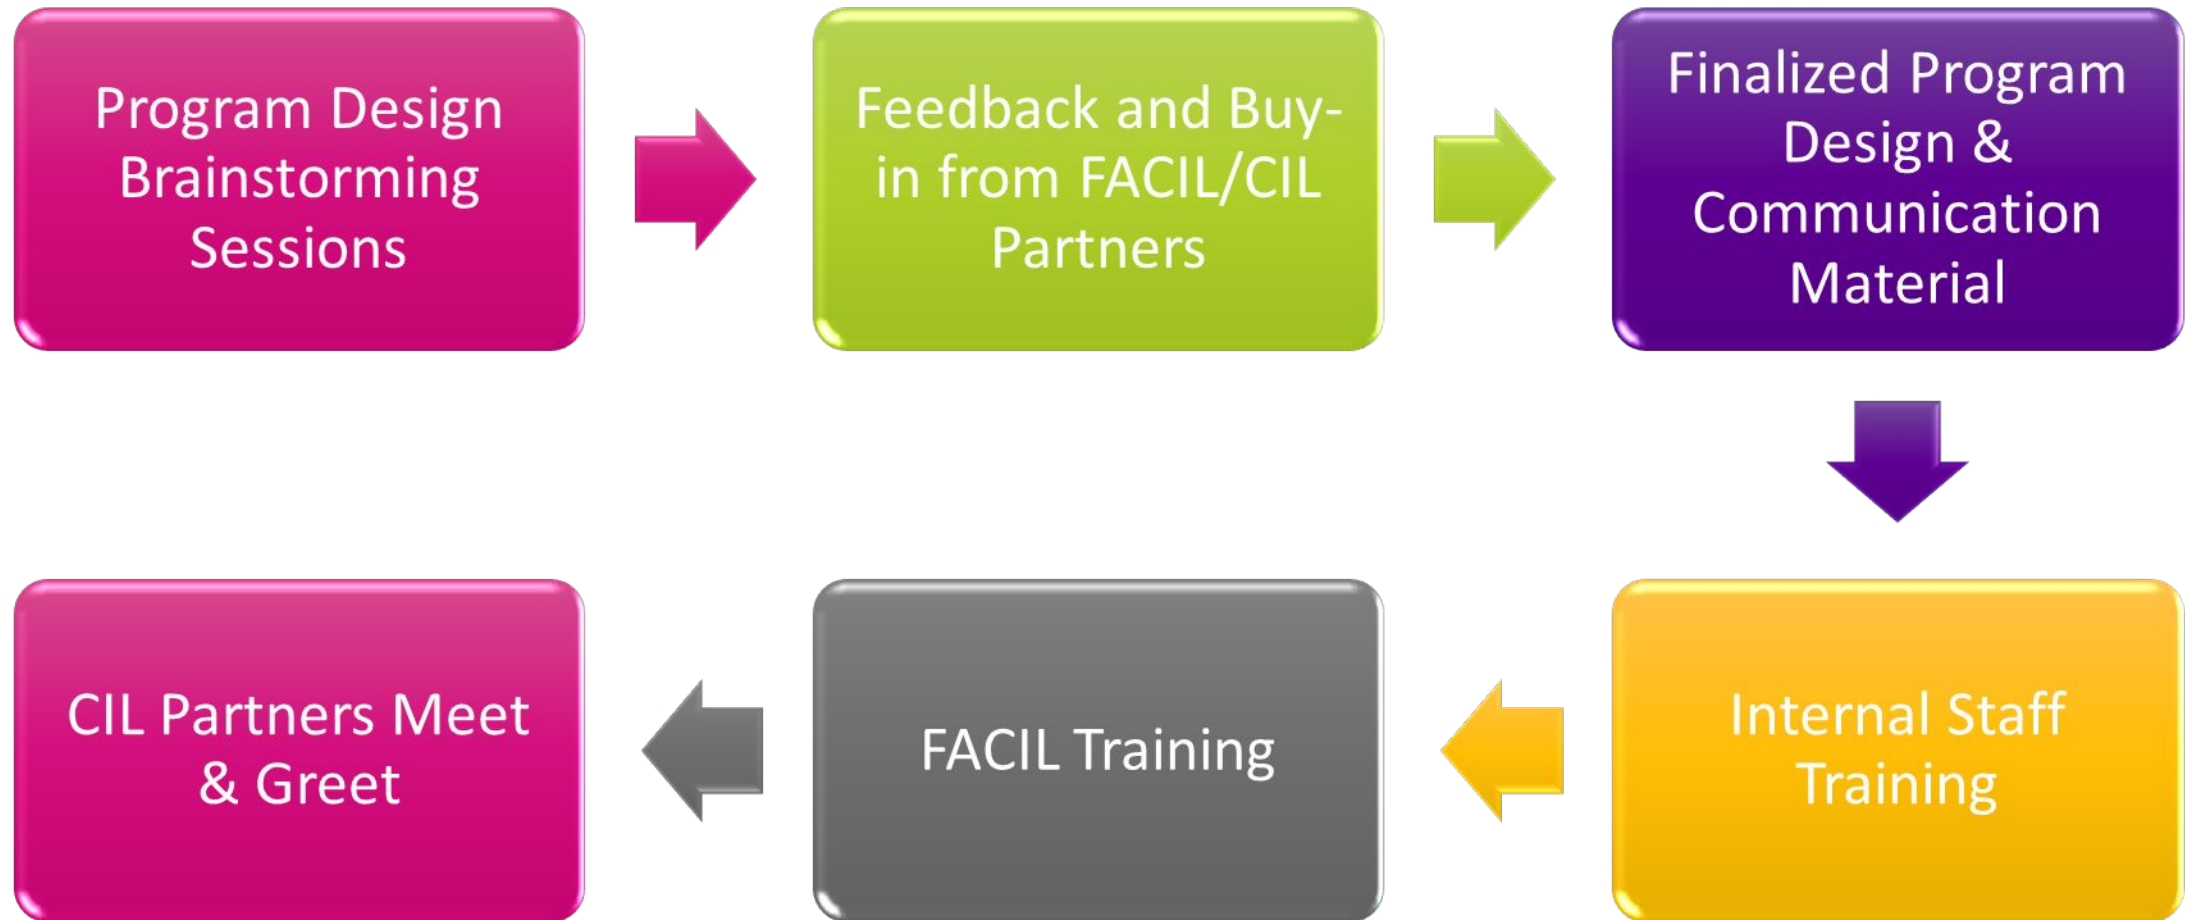 Program Design
Brainstorming
Sessions
Feedback and Buy-
in from FACIL/CIL
Partners
Finalized Program
Design &
Communication
Material
Internal Staff
Training
FACIL Training
CIL Partners Meet
& Greet